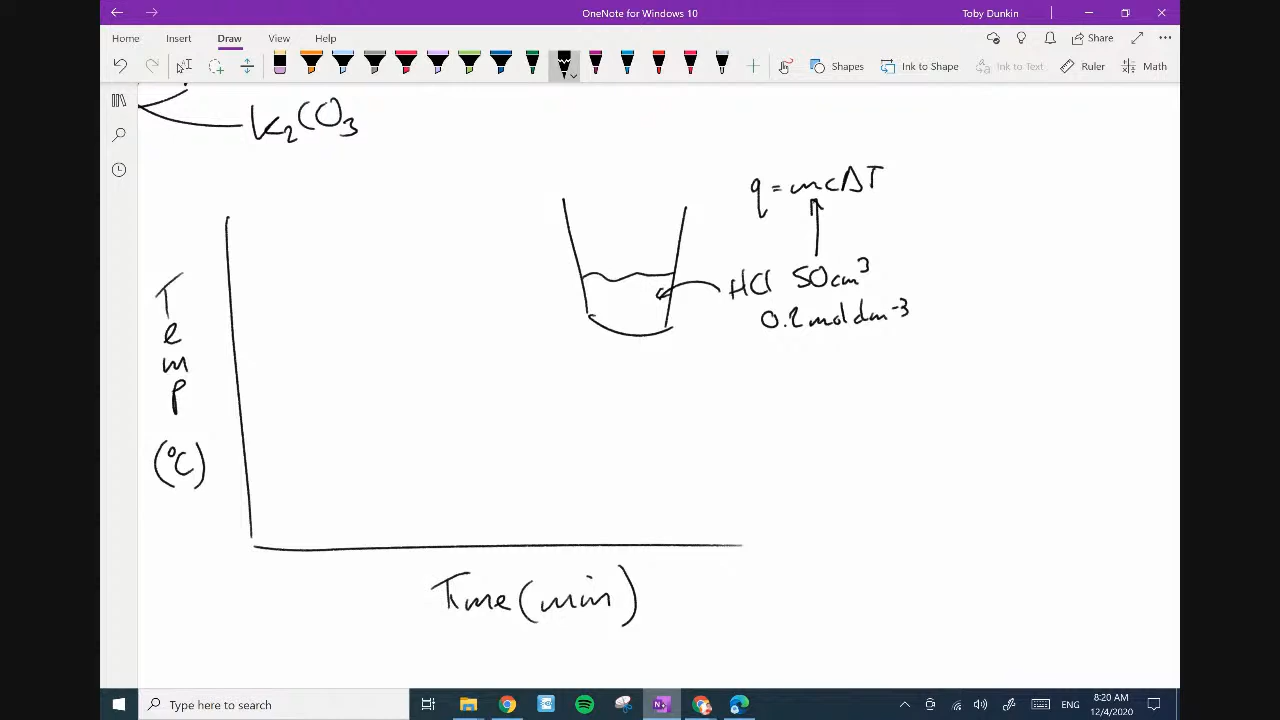 OneNote for Windows 10
Toby Dunkin
Home Insert Draw View Help
Share
Shapes
Ink to Shape
Ink to Text
Ruler
Math
K₂CO₃
q = mcΔT
HCl 50cm³
0.2 mol dm⁻³
Temp
(°C)
Time (min)
Type here to search
8:20 AM
12/4/2020